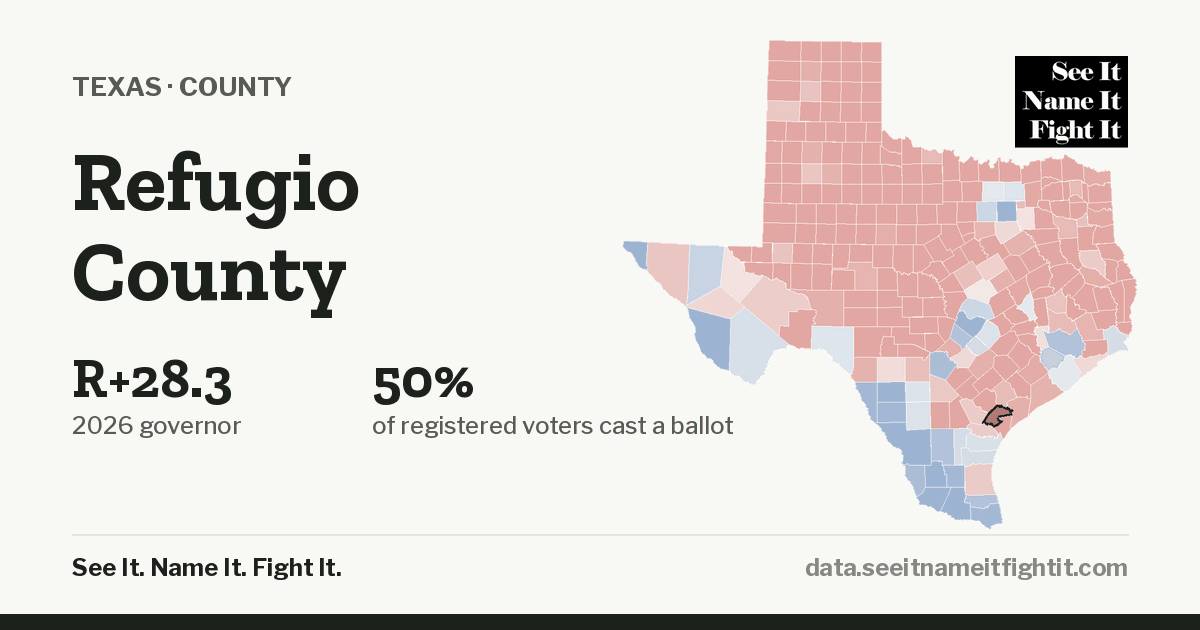 TEXAS · COUNTY
Refugio
County
R+28.3
2026 governor
50%
of registered voters cast a ballot
See It
Name It
Fight It
See It. Name It. Fight It.
data.seeitnameitfightit.com